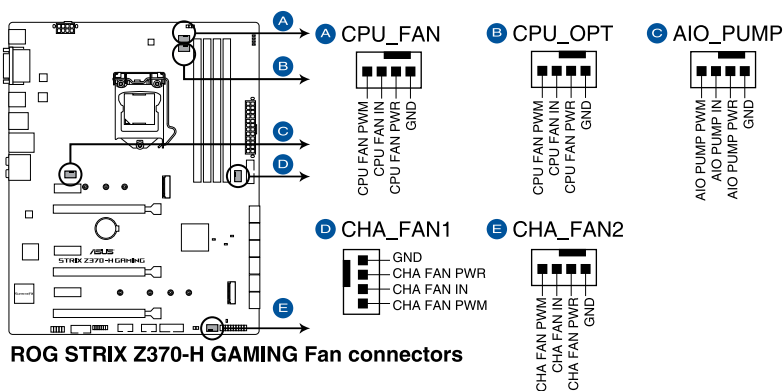 A
B
C
D
E
A CPU_FAN
CPU FAN PWM
CPU FAN IN
CPU FAN PWR
GND
B CPU_OPT
CPU FAN PWM
CPU FAN IN
CPU FAN PWR
GND
C AIO_PUMP
AIO PUMP PWM
AIO PUMP IN
AIO PUMP PWR
GND
D CHA_FAN1
GND
CHA FAN PWR
CHA FAN IN
CHA FAN PWM
E CHA_FAN2
CHA FAN PWM
CHA FAN IN
CHA FAN PWR
GND
ASUS
STRIX Z370-H GAMING
ROG STRIX Z370-H GAMING Fan connectors